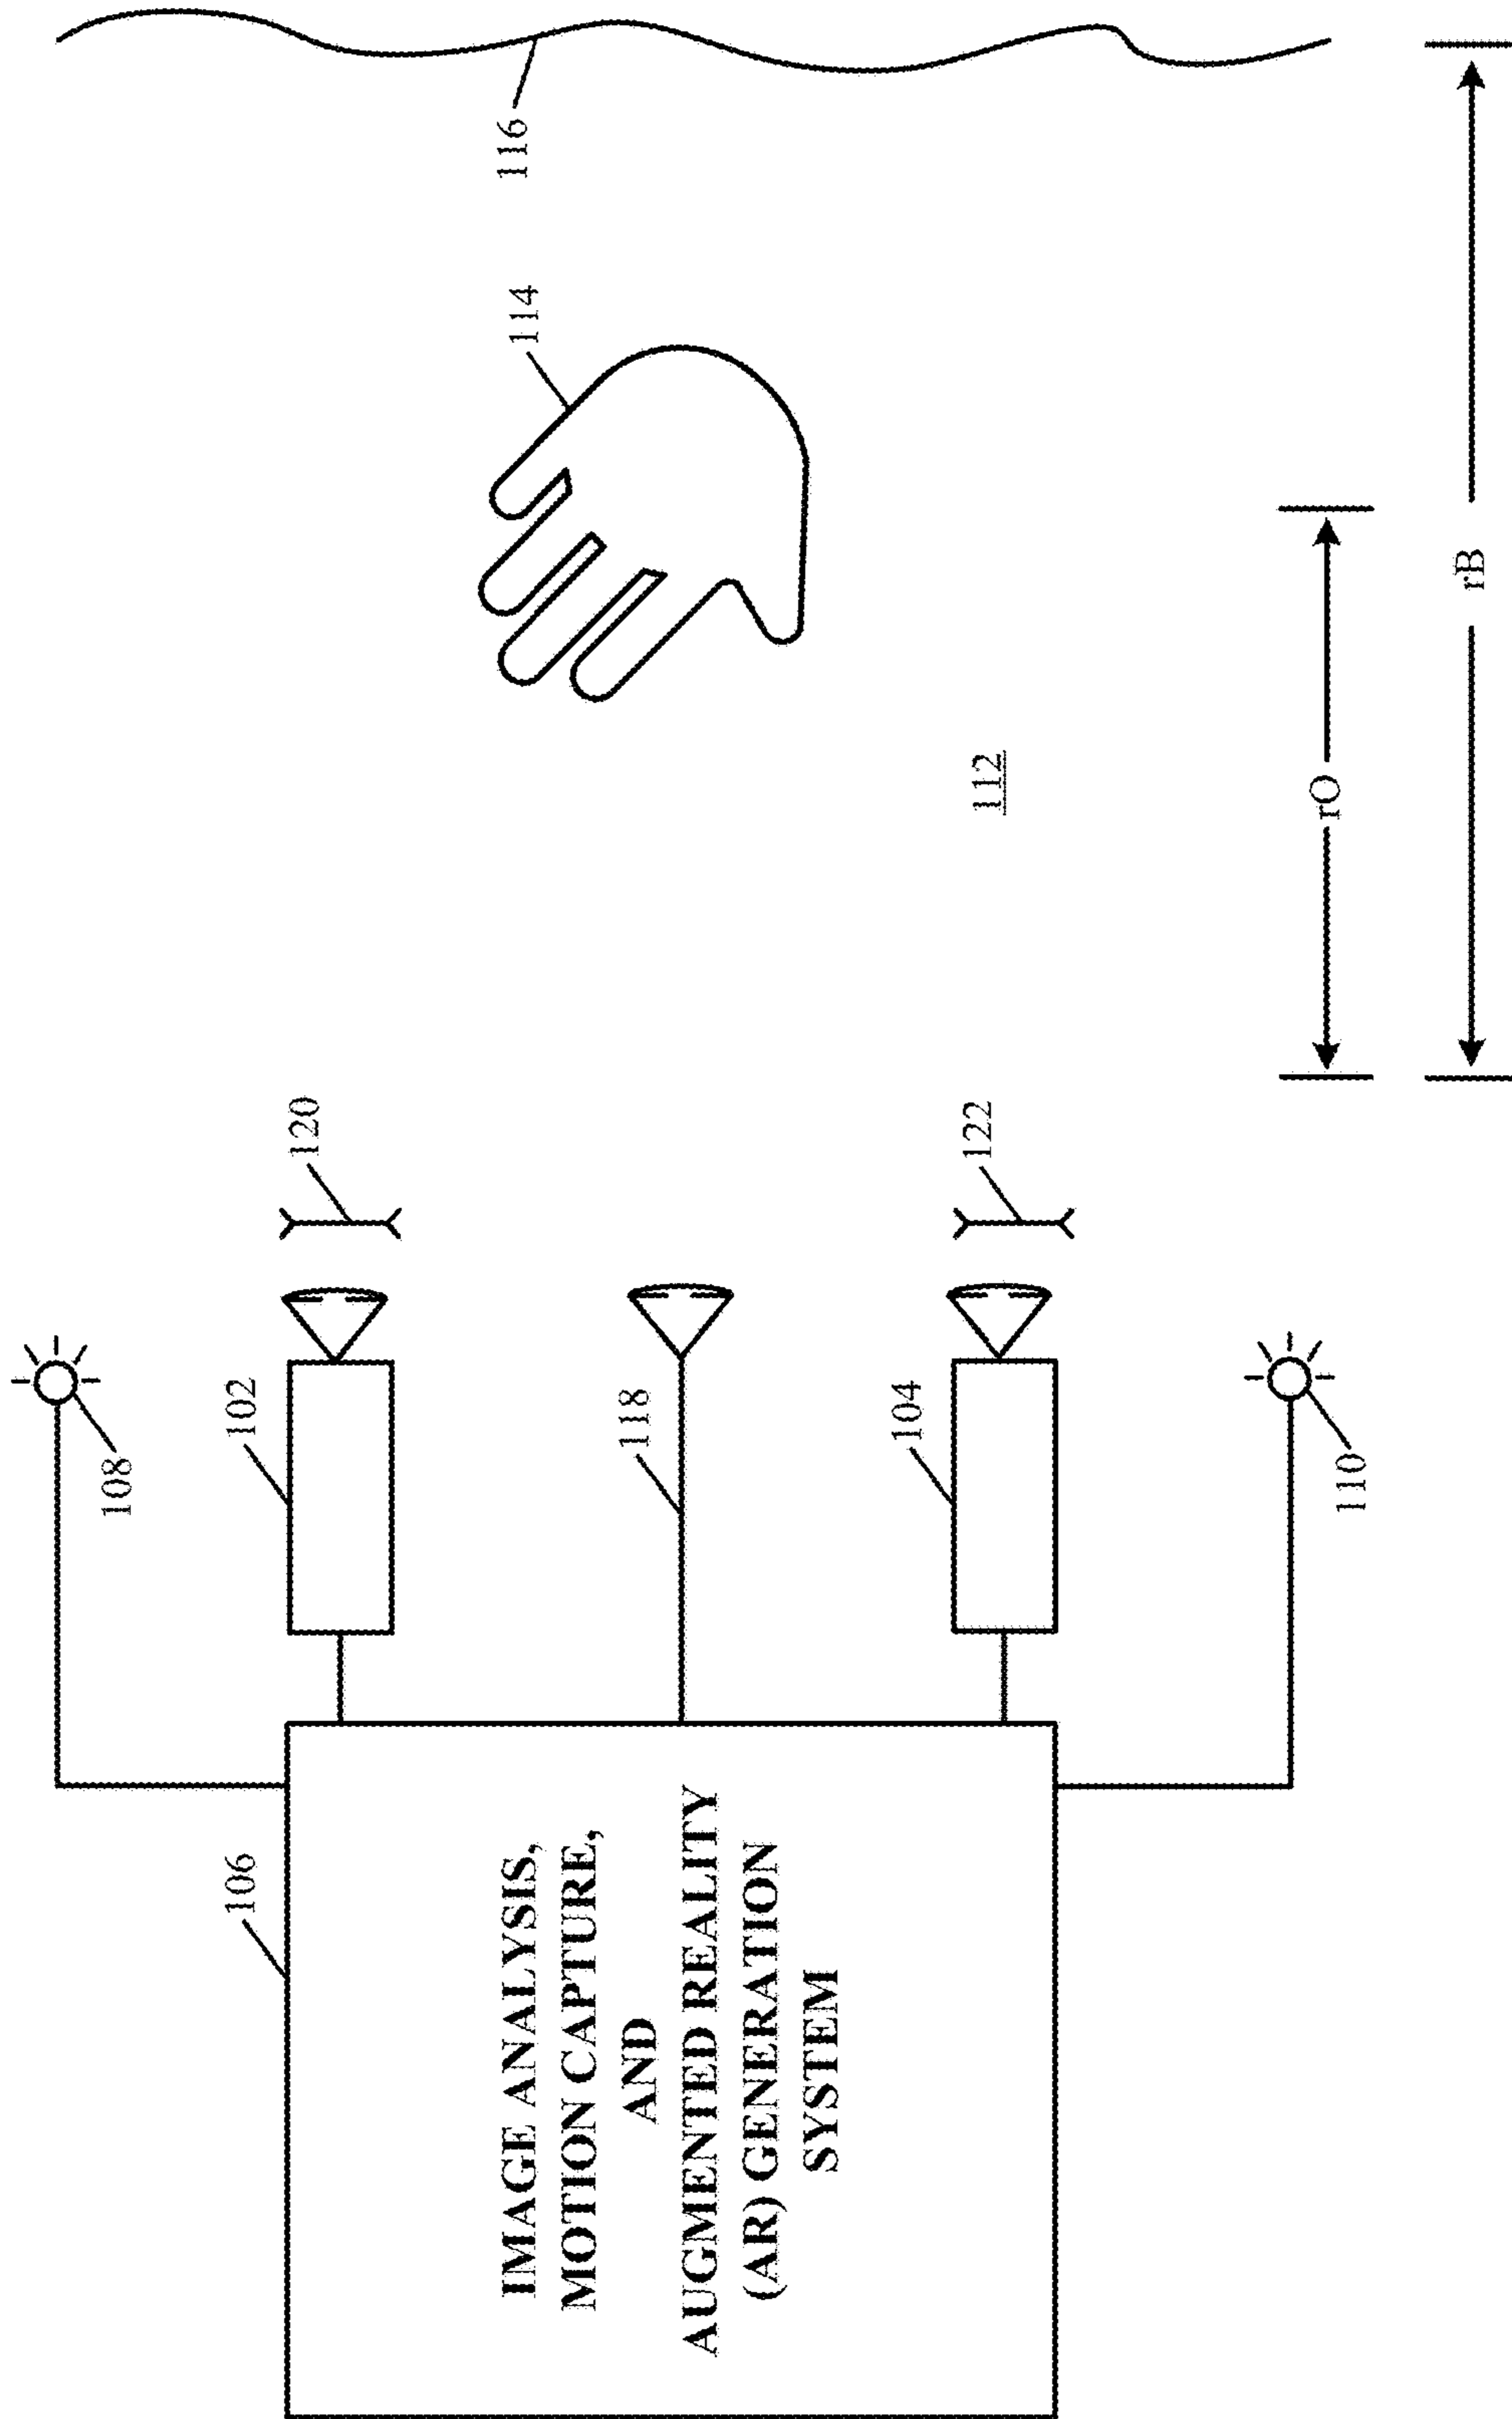 106
IMAGE ANALYSIS,
MOTION CAPTURE,
AND
AUGMENTED REALITY
(AR) GENERATION
SYSTEM
108
102
118
104
110
120
122
112
114
116
rO
rB